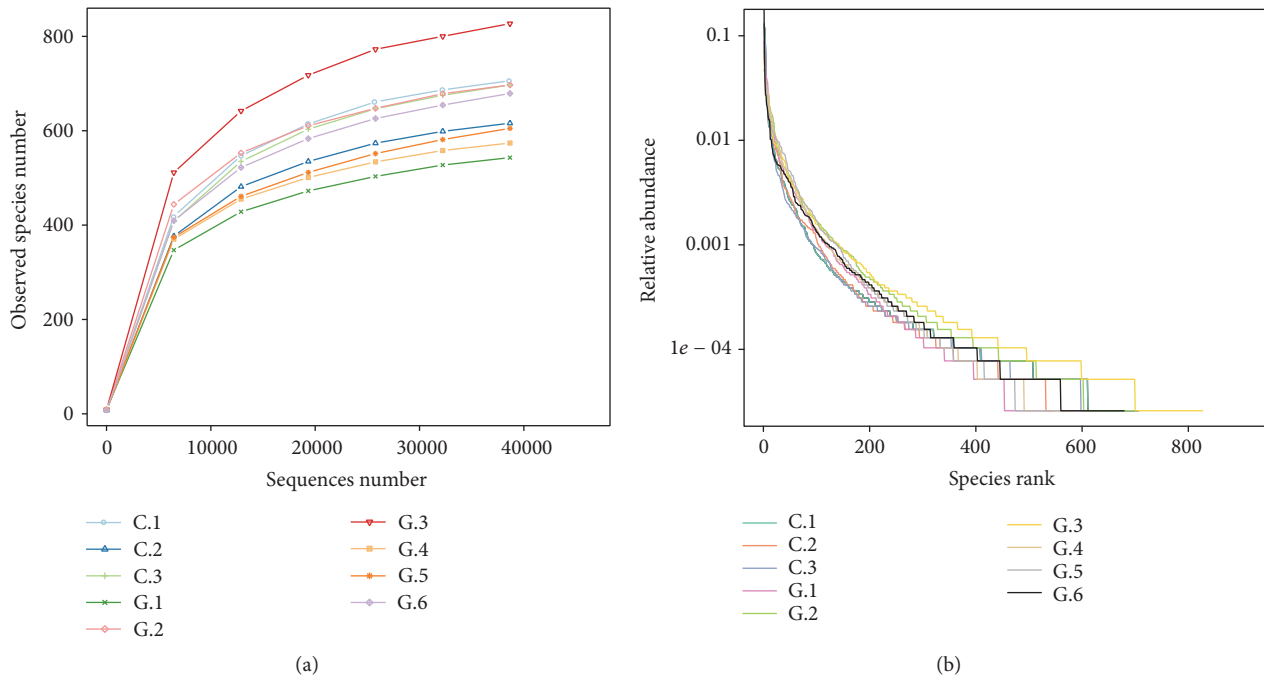 800
600
400
200
0
Observed species number
0
10000
20000
30000
40000
Sequences number
C.1
C.2
C.3
G.1
G.2
G.3
G.4
G.5
G.6
(a)
0.1
0.01
0.001
1e − 04
Relative abundance
0
200
400
600
800
Species rank
C.1
C.2
C.3
G.1
G.2
G.3
G.4
G.5
G.6
(b)